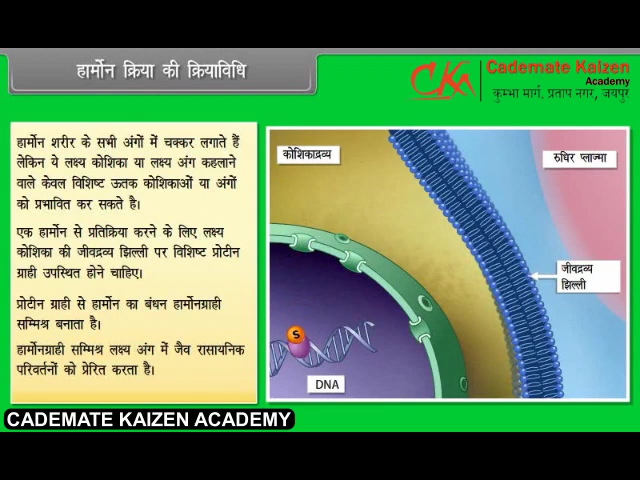 हार्मोन क्रिया की क्रियाविधि
CKA
Cademate Kaizen
Academy
कुम्भा मार्ग. प्रताप नगर, जयपुर
हार्मोन शरीर के सभी अंगों में चक्कर लगाते हैं
लेकिन ये लक्ष्य कोशिका या लक्ष्य अंग कहलाने
वाले केवल विशिष्ट ऊतक कोशिकाओं या अंगों
को प्रभावित कर सकते है।
एक हार्मोन से प्रतिक्रिया करने के लिए लक्ष्य
कोशिका की जीवद्रव्य झिल्ली पर विशिष्ट प्रोटीन
ग्राही उपस्थित होने चाहिए।
प्रोटीन ग्राही से हार्मोन का बंधन हार्मोनग्राही
सम्मिश्र बनाता है।
हार्मोनग्राही सम्मिश्र लक्ष्य अंग में जैव रासायनिक
परिवर्तनों को प्रेरित करता है।
कोशिकाद्रव्य
रुधिर प्लाज्मा
जीवद्रव्य
झिल्ली
S
DNA
CADEMATE KAIZEN ACADEMY